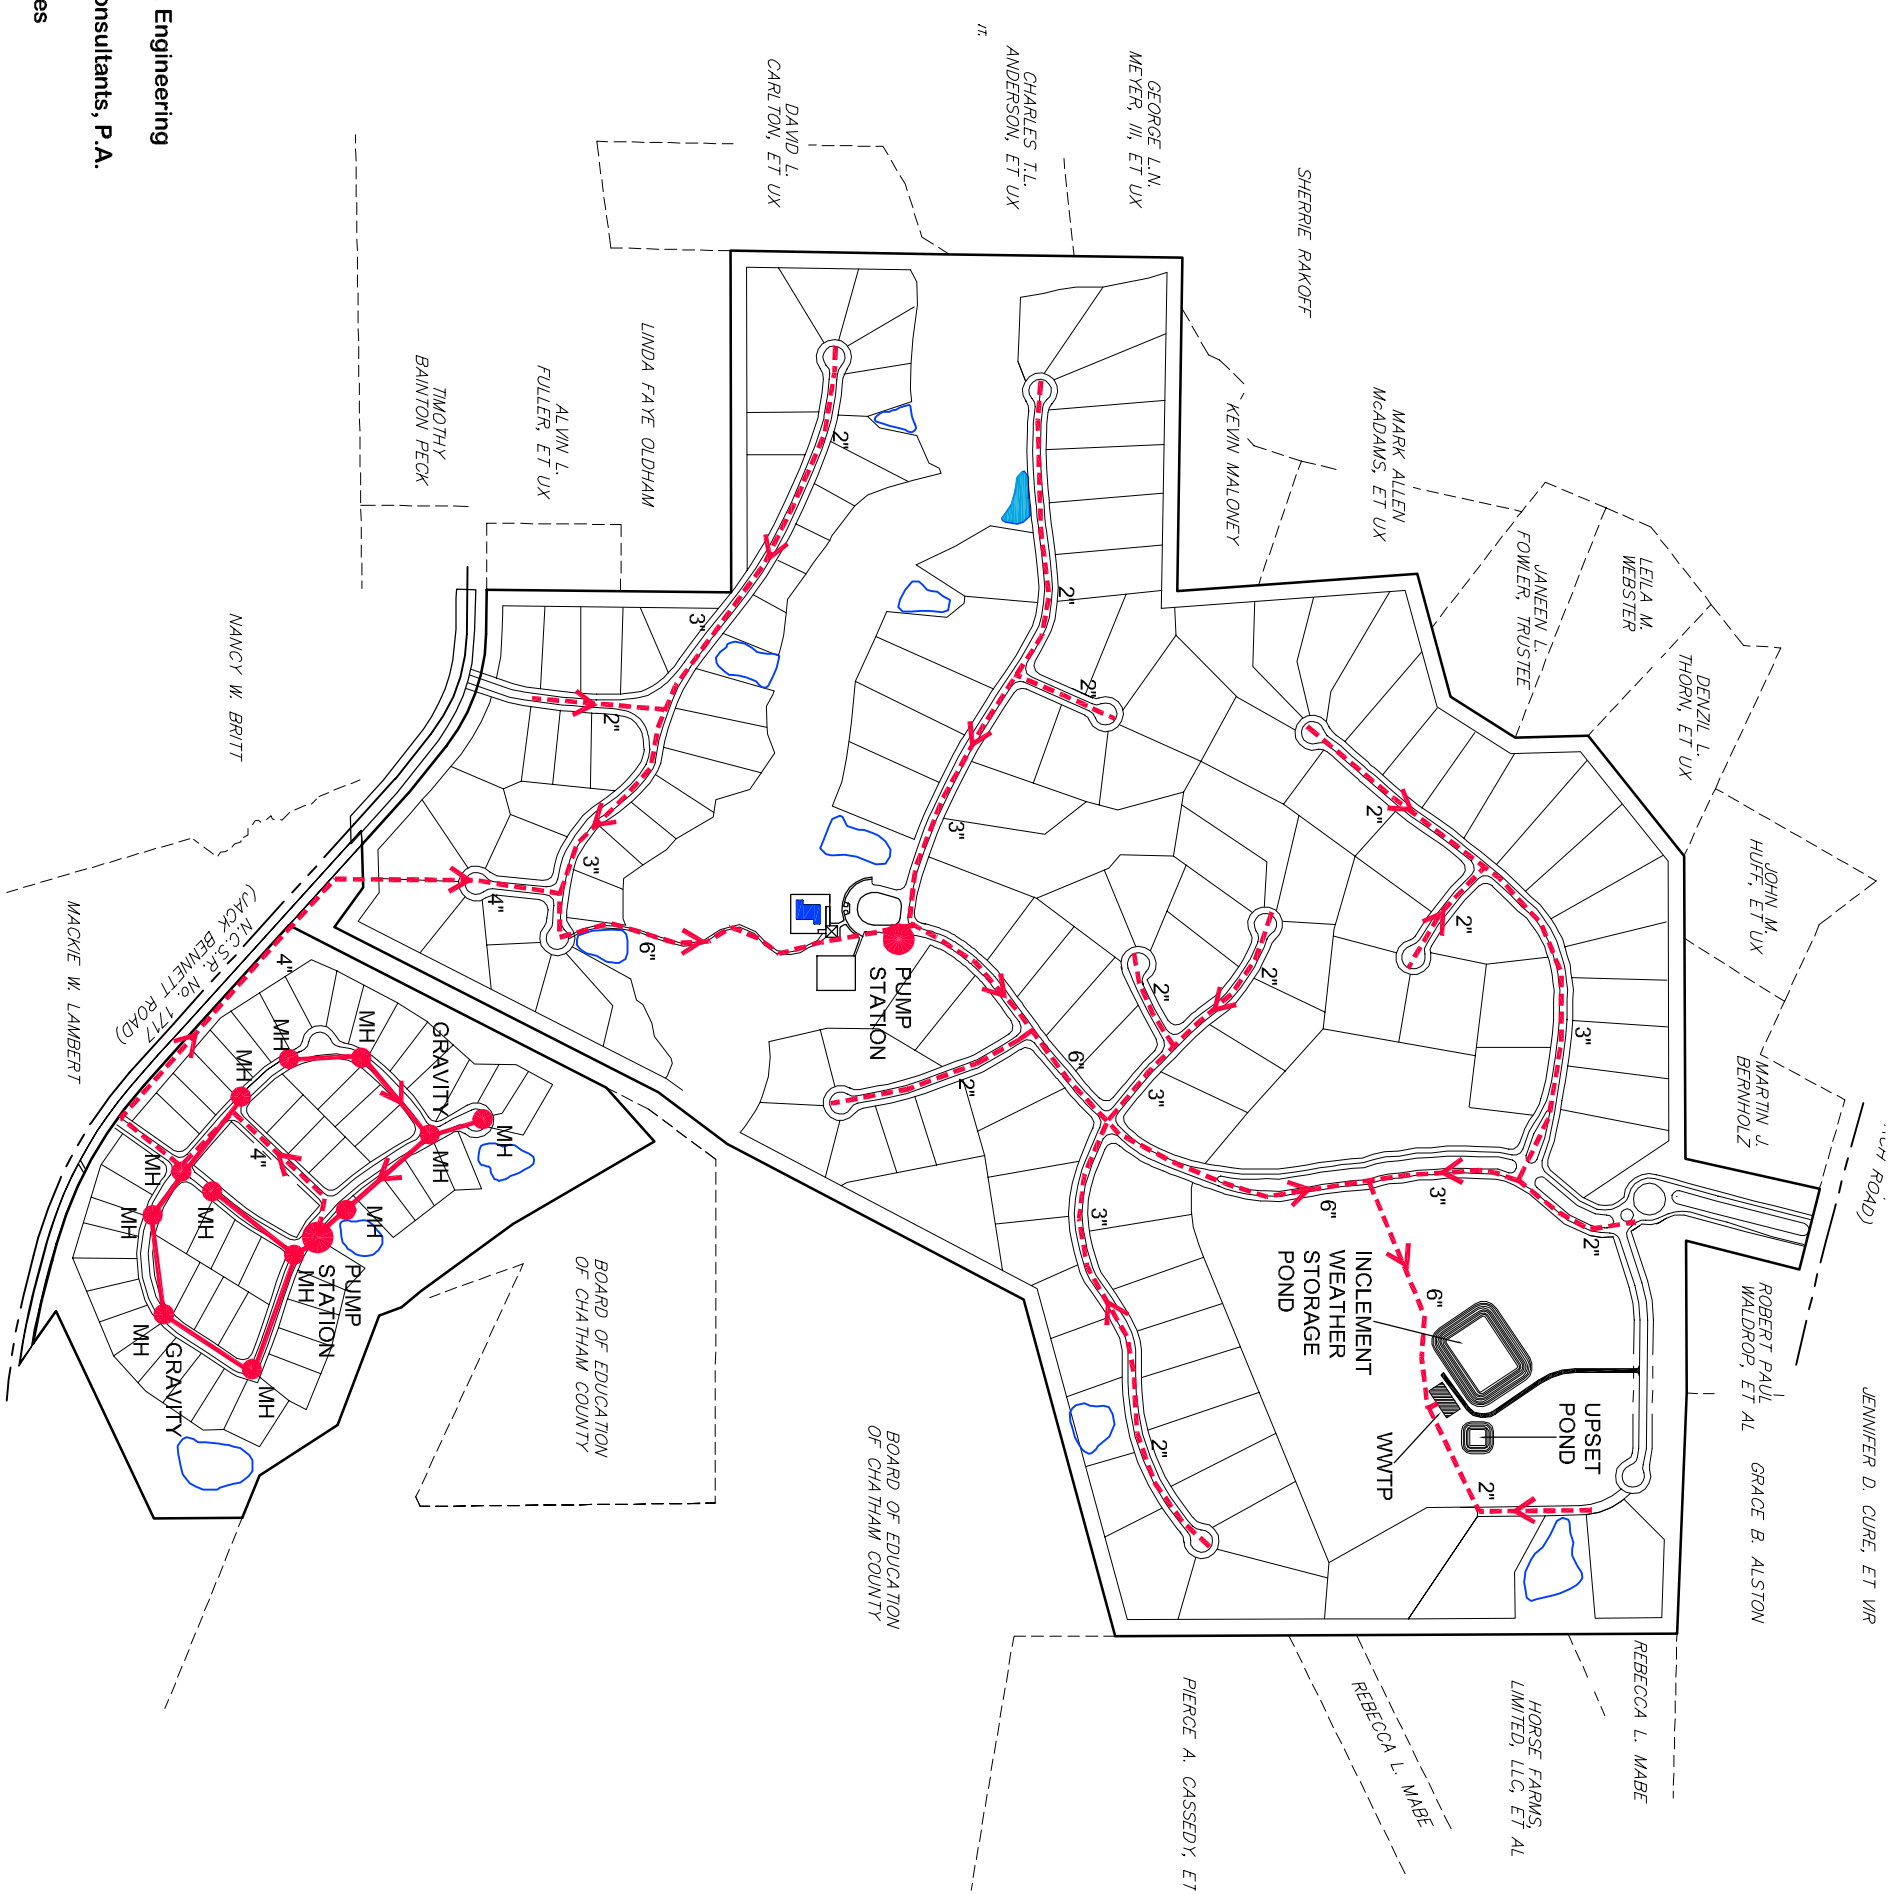 Engineering
onsultants, P.A.
es
IT.
GEORGE L.N.
MEYER, III, ET UX
CHARLES T.L.
ANDERSON, ET UX
DAVID L.
CARLTON, ET UX
SHERRIE RAKOFF
LINDA FAYE OLDHAM
ALVIN L.
FULLER, ET UX
TIMOTHY
BAINTON PECK
KEVIN MALONEY
MARK ALLEN
McADAMS, ET UX
JANEEN L.
FOWLER, TRUSTEE
LEILA M.
WEBSTER
DENZIL L.
THORN, ET UX
JOHN M.
HUFF, ET UX
MARTIN J.
BERNHOLZ
ROAD)
NANCY W. BRITT
MACKIE W. LAMBERT
N.C.S.R. No. 1717
(JACK BENNETT ROAD)
2"
3"
2"
3"
4"
6"
2"
2"
3"
PUMP
STATION
2"
2"
3"
2"
2"
3"
6"
2"
3"
2"
6"
3"
2"
6"
2"
INCLEMENT
WEATHER
STORAGE
POND
UPSET
POND
WWTP
4"
4"
GRAVITY
MH
MH
MH
MH
MH
MH
MH
MH
MH
MH
MH
MH
PUMP
STATION
GRAVITY
BOARD OF EDUCATION
OF CHATHAM COUNTY
BOARD OF EDUCATION
OF CHATHAM COUNTY
ROBERT PAUL
WALDROP, ET AL
GRACE B. ALSTON
JENNIFER D. CURE, ET VIR
REBECCA L. MABE
HORSE FARMS,
LIMITED, LLC, ET AL
REBECCA L. MABE
PIERCE A. CASSEDY, ET